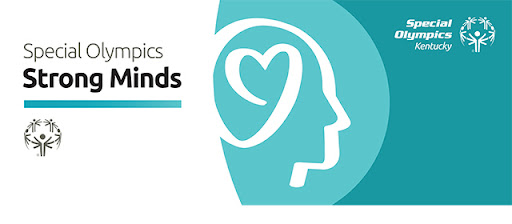 Special Olympics
Strong Minds
Special
Olympics
Kentucky